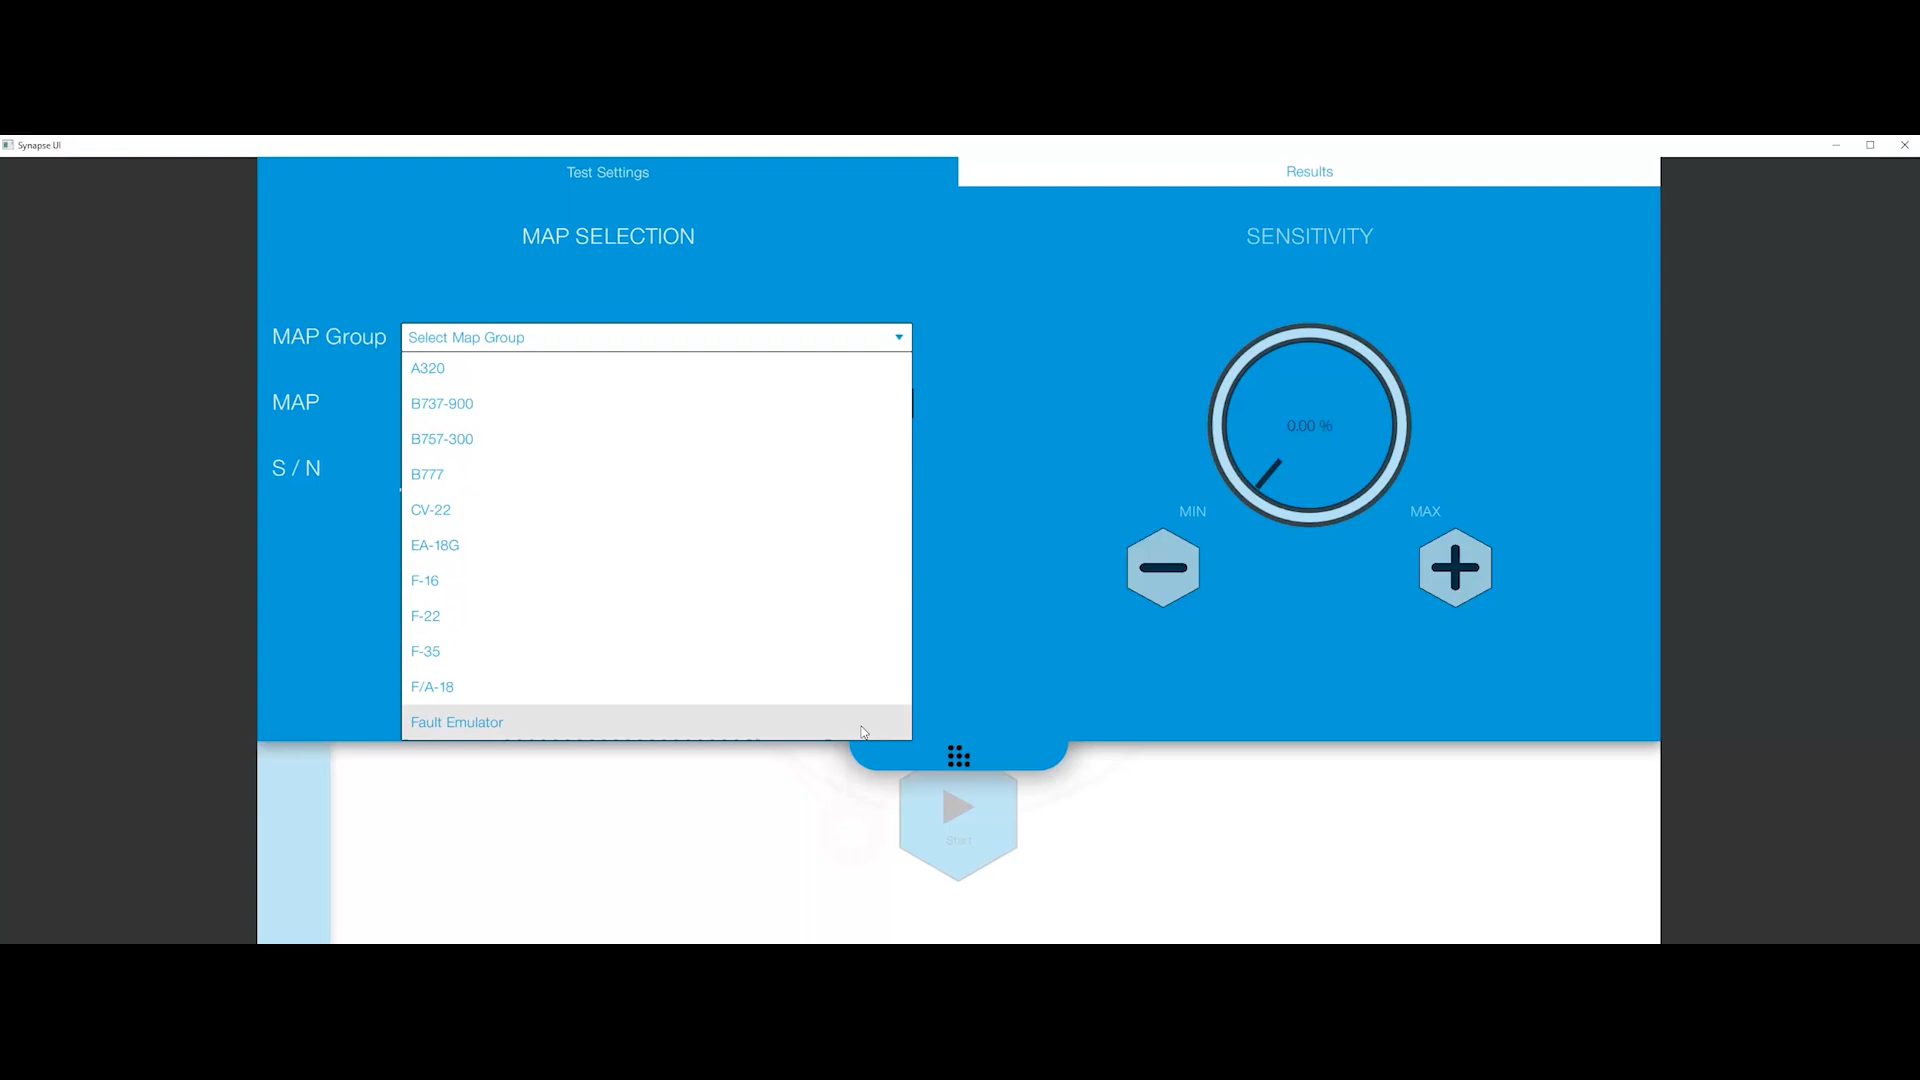 Synapse UI
Test Settings
Results
MAP SELECTION
SENSITIVITY
MAP Group
Select Map Group
A320
B737-900
MAP
B757-300
0.00 %
S / N
B777
CV-22
MIN
MAX
EA-18G
F-16
F-22
F-35
F/A-18
Fault Emulator
Start